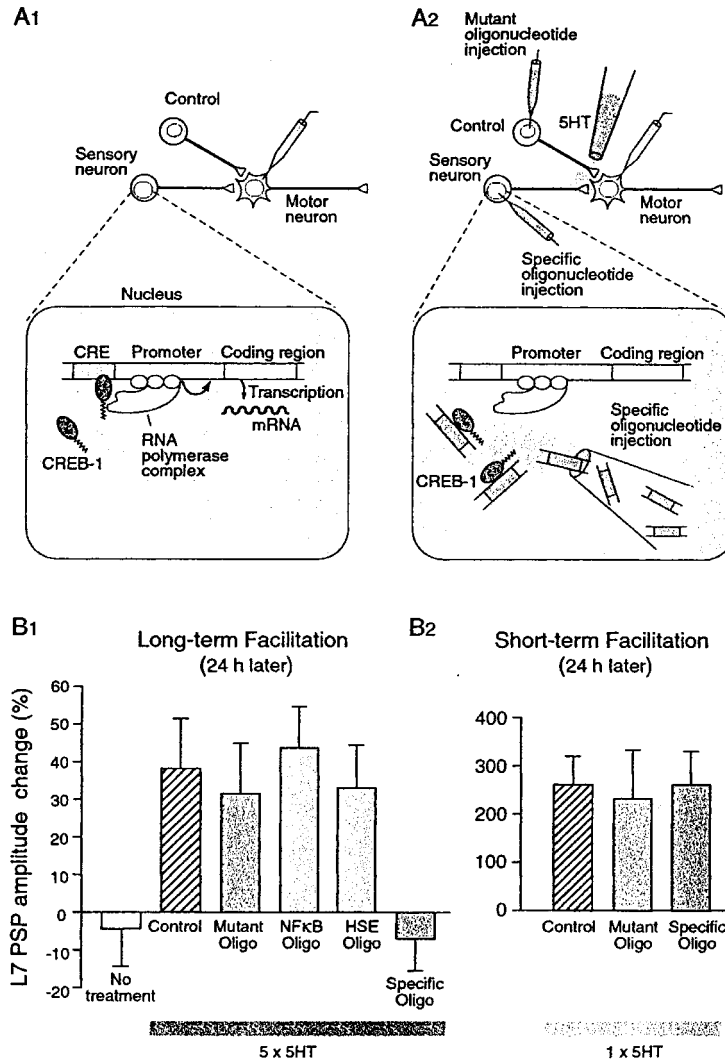 A1
Control
Sensory
neuron
Motor
neuron
Nucleus
CRE
Promoter
Coding region
Transcription
mRNA
RNA
polymerase
complex
CREB-1
A2
Mutant
oligonucleotide
injection
5HT
Control
Sensory
neuron
Motor
neuron
Specific
oligonucleotide
injection
Promoter
Coding region
Specific
oligonucleotide
injection
CREB-1
B1
Long-term Facilitation
(24 h later)
L7 PSP amplitude change (%)
60
50
40
30
20
10
0
-10
-20
No
treatment
Control
Mutant
Oligo
NFκB
Oligo
HSE
Oligo
Specific
Oligo
5 x 5HT
B2
Short-term Facilitation
(24 h later)
400
300
200
100
0
Control
Mutant
Oligo
Specific
Oligo
1 x 5HT